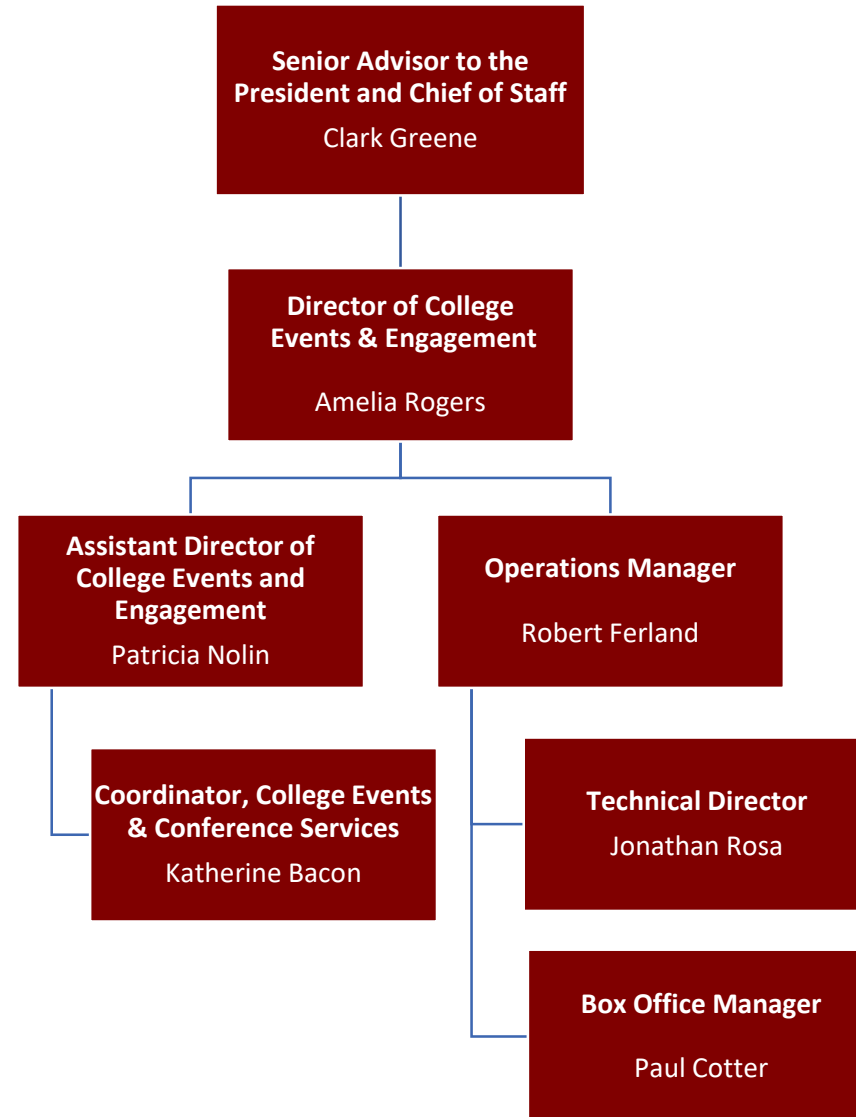 Senior Advisor to the
President and Chief of Staff
Clark Greene
Director of College
Events & Engagement
Amelia Rogers
Assistant Director of
College Events and
Engagement
Patricia Nolin
Operations Manager
Robert Ferland
Coordinator, College Events
& Conference Services
Katherine Bacon
Technical Director
Jonathan Rosa
Box Office Manager
Paul Cotter